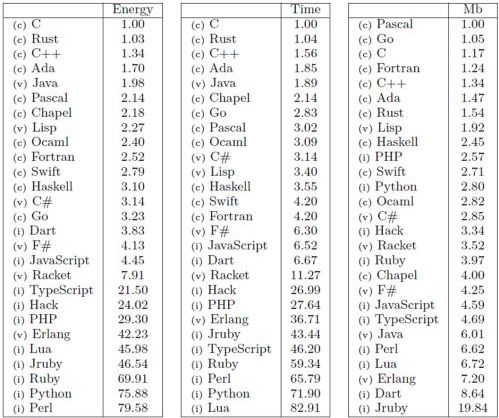 Energy
(c) C 1.00
(c) Rust 1.03
(c) C++ 1.34
(c) Ada 1.70
(v) Java 1.98
(c) Pascal 2.14
(c) Chapel 2.18
(v) Lisp 2.27
(c) Ocaml 2.40
(c) Fortran 2.52
(c) Swift 2.79
(c) Haskell 3.10
(v) C# 3.14
(c) Go 3.23
(i) Dart 3.83
(v) F# 4.13
(i) JavaScript 4.45
(v) Racket 7.91
(i) TypeScript 21.50
(i) Hack 24.02
(i) PHP 29.30
(v) Erlang 42.23
(i) Lua 45.98
(i) Jruby 46.54
(i) Ruby 69.91
(i) Python 75.88
(i) Perl 79.58
Time
(c) C 1.00
(c) Rust 1.04
(c) C++ 1.56
(c) Ada 1.85
(v) Java 1.89
(c) Chapel 2.14
(c) Go 2.83
(c) Pascal 3.02
(c) Ocaml 3.09
(v) C# 3.14
(v) Lisp 3.40
(c) Haskell 3.55
(c) Swift 4.20
(c) Fortran 4.20
(v) F# 6.30
(i) JavaScript 6.52
(i) Dart 6.67
(v) Racket 11.27
(i) Hack 26.99
(i) PHP 27.64
(v) Erlang 36.71
(i) Jruby 43.44
(i) TypeScript 46.20
(i) Ruby 59.34
(i) Perl 65.79
(i) Python 71.90
(i) Lua 82.91
Mb
(c) Pascal 1.00
(c) Go 1.05
(c) C 1.17
(c) Fortran 1.24
(c) C++ 1.34
(c) Ada 1.47
(c) Rust 1.54
(v) Lisp 1.92
(c) Haskell 2.45
(i) PHP 2.57
(c) Swift 2.71
(i) Python 2.80
(c) Ocaml 2.82
(v) C# 2.85
(i) Hack 3.34
(v) Racket 3.52
(i) Ruby 3.97
(c) Chapel 4.00
(v) F# 4.25
(i) JavaScript 4.59
(i) TypeScript 4.69
(v) Java 6.01
(i) Perl 6.62
(i) Lua 6.72
(v) Erlang 7.20
(i) Dart 8.64
(i) Jruby 19.84